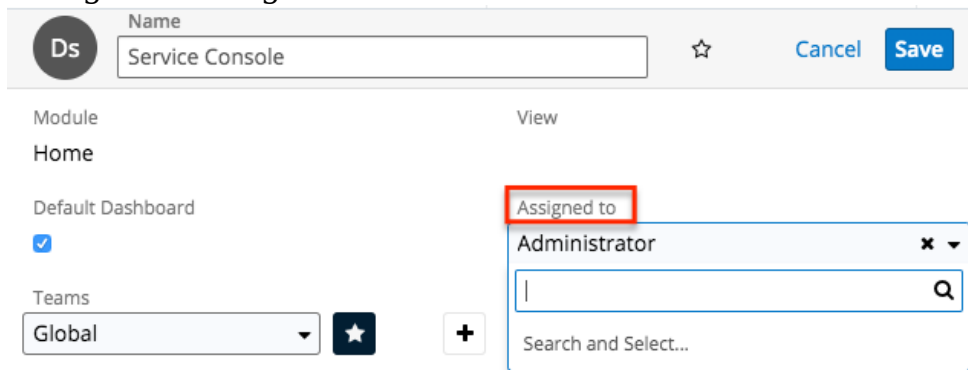 Name
Ds
Service Console
Cancel
Save
Module
View
Home
Default Dashboard
Assigned to
Administrator
Teams
Global
Search and Select...